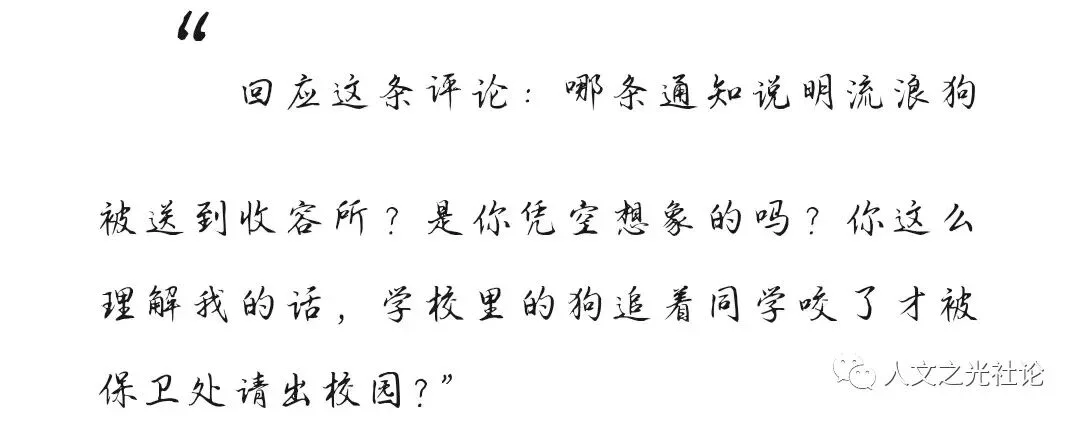 “
回应这条评论：哪条通知说明流浪狗
被送到收容所？是你凭空想象的吗？你这么
理解我的话，学校里的狗追着同学咬了才被
保卫处请出校园？”
人文之光社论